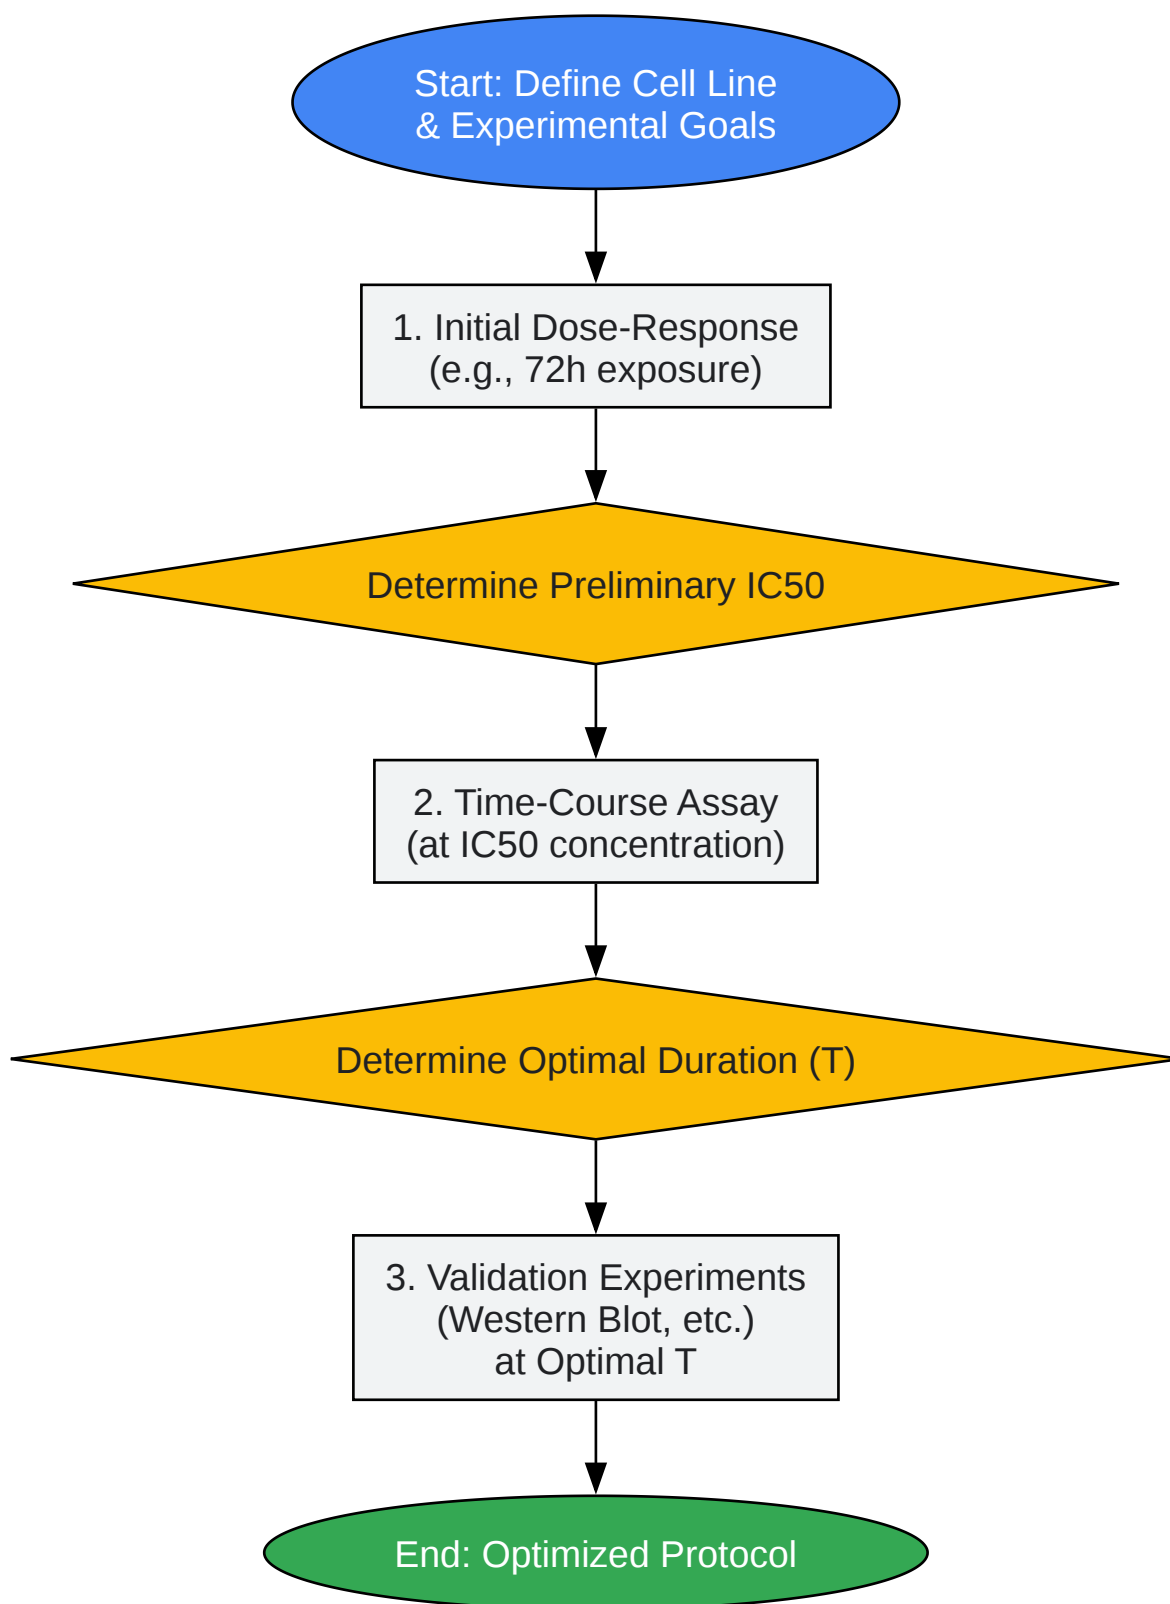 Start: Define Cell Line
& Experimental Goals
1. Initial Dose-Response
(e.g., 72h exposure)
Determine Preliminary IC50
2. Time-Course Assay
(at IC50 concentration)
Determine Optimal Duration (T)
3. Validation Experiments
(Western Blot, etc.)
at Optimal T
End: Optimized Protocol